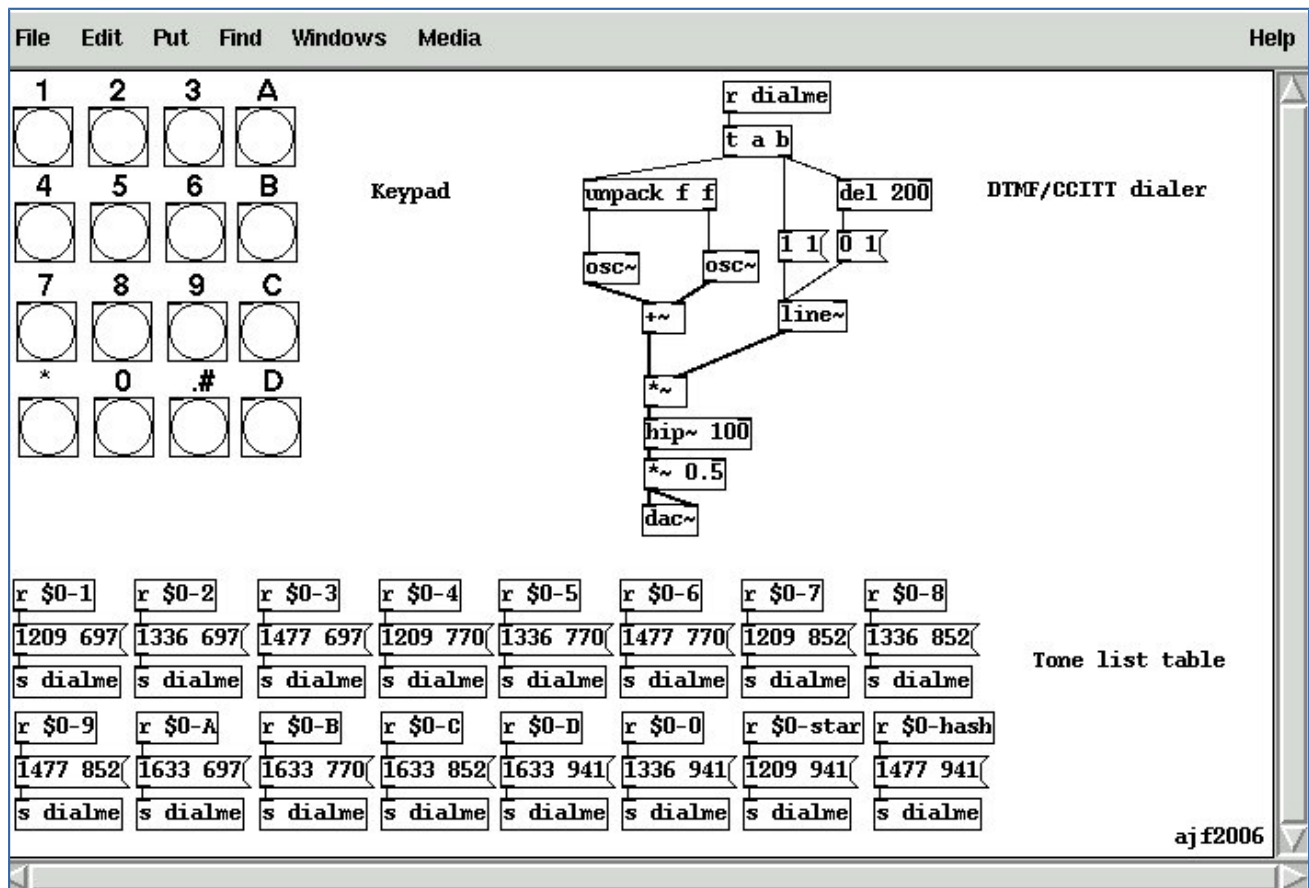 File Edit Put Find Windows Media Help
1 2 3 A
4 5 6 B
7 8 9 C
* 0 .# D
Keypad
r dialme
t a b
unpack f f
del 200
1 1
0 1
osc~
osc~
+~
line~
*~
hip~ 100
*~ 0.5
dac~
DTMF/CCITT dialer
r $0-1 r $0-2 r $0-3 r $0-4 r $0-5 r $0-6 r $0-7 r $0-8
1209 697 1336 697 1477 697 1209 770 1336 770 1477 770 1209 852 1336 852
s dialme s dialme s dialme s dialme s dialme s dialme s dialme s dialme
Tone list table
r $0-9 r $0-A r $0-B r $0-C r $0-D r $0-0 r $0-star r $0-hash
1477 852 1633 697 1633 770 1633 852 1633 941 1336 941 1209 941 1477 941
s dialme s dialme s dialme s dialme s dialme s dialme s dialme s dialme
ajf2006